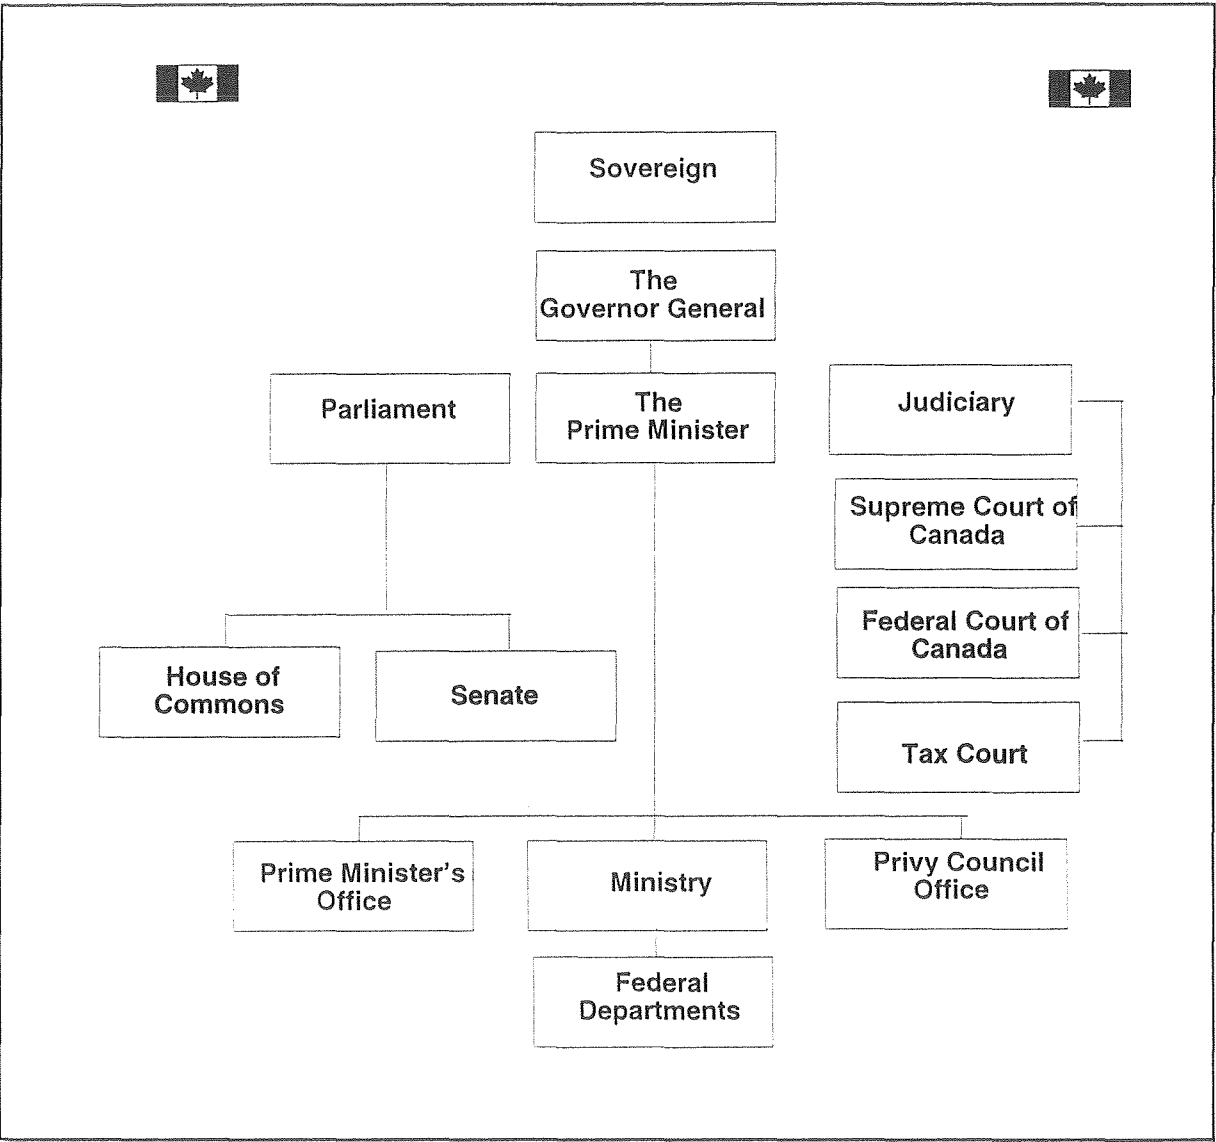 Sovereign
The
Governor General
Parliament
The
Prime Minister
Judiciary
Supreme Court of
Canada
Federal Court of
Canada
Tax Court
House of
Commons
Senate
Prime Minister's
Office
Ministry
Privy Council
Office
Federal
Departments